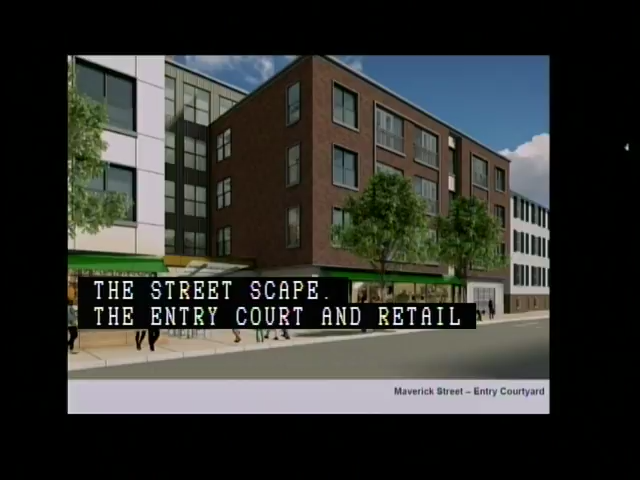 THE STREET SCAPE.
THE ENTRY COURT AND RETAIL
Maverick Street – Entry Courtyard